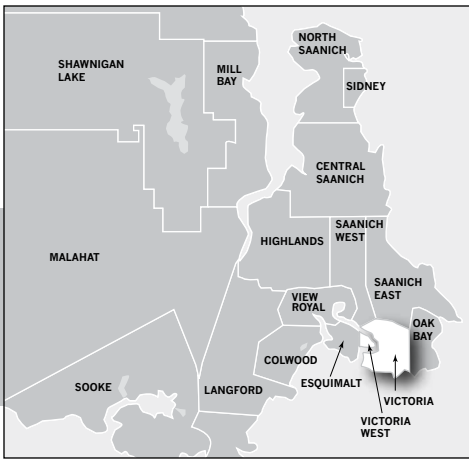 NORTH
SAANICH
SHAWNIGAN
LAKE
MILL
BAY
SIDNEY
CENTRAL
SAANICH
SAANICH
WEST
HIGHLANDS
MALAHAT
SAANICH
EAST
VIEW
ROYAL
OAK
BAY
COLWOOD
ESQUIMALT
SOOKE
LANGFORD
VICTORIA
VICTORIA
WEST